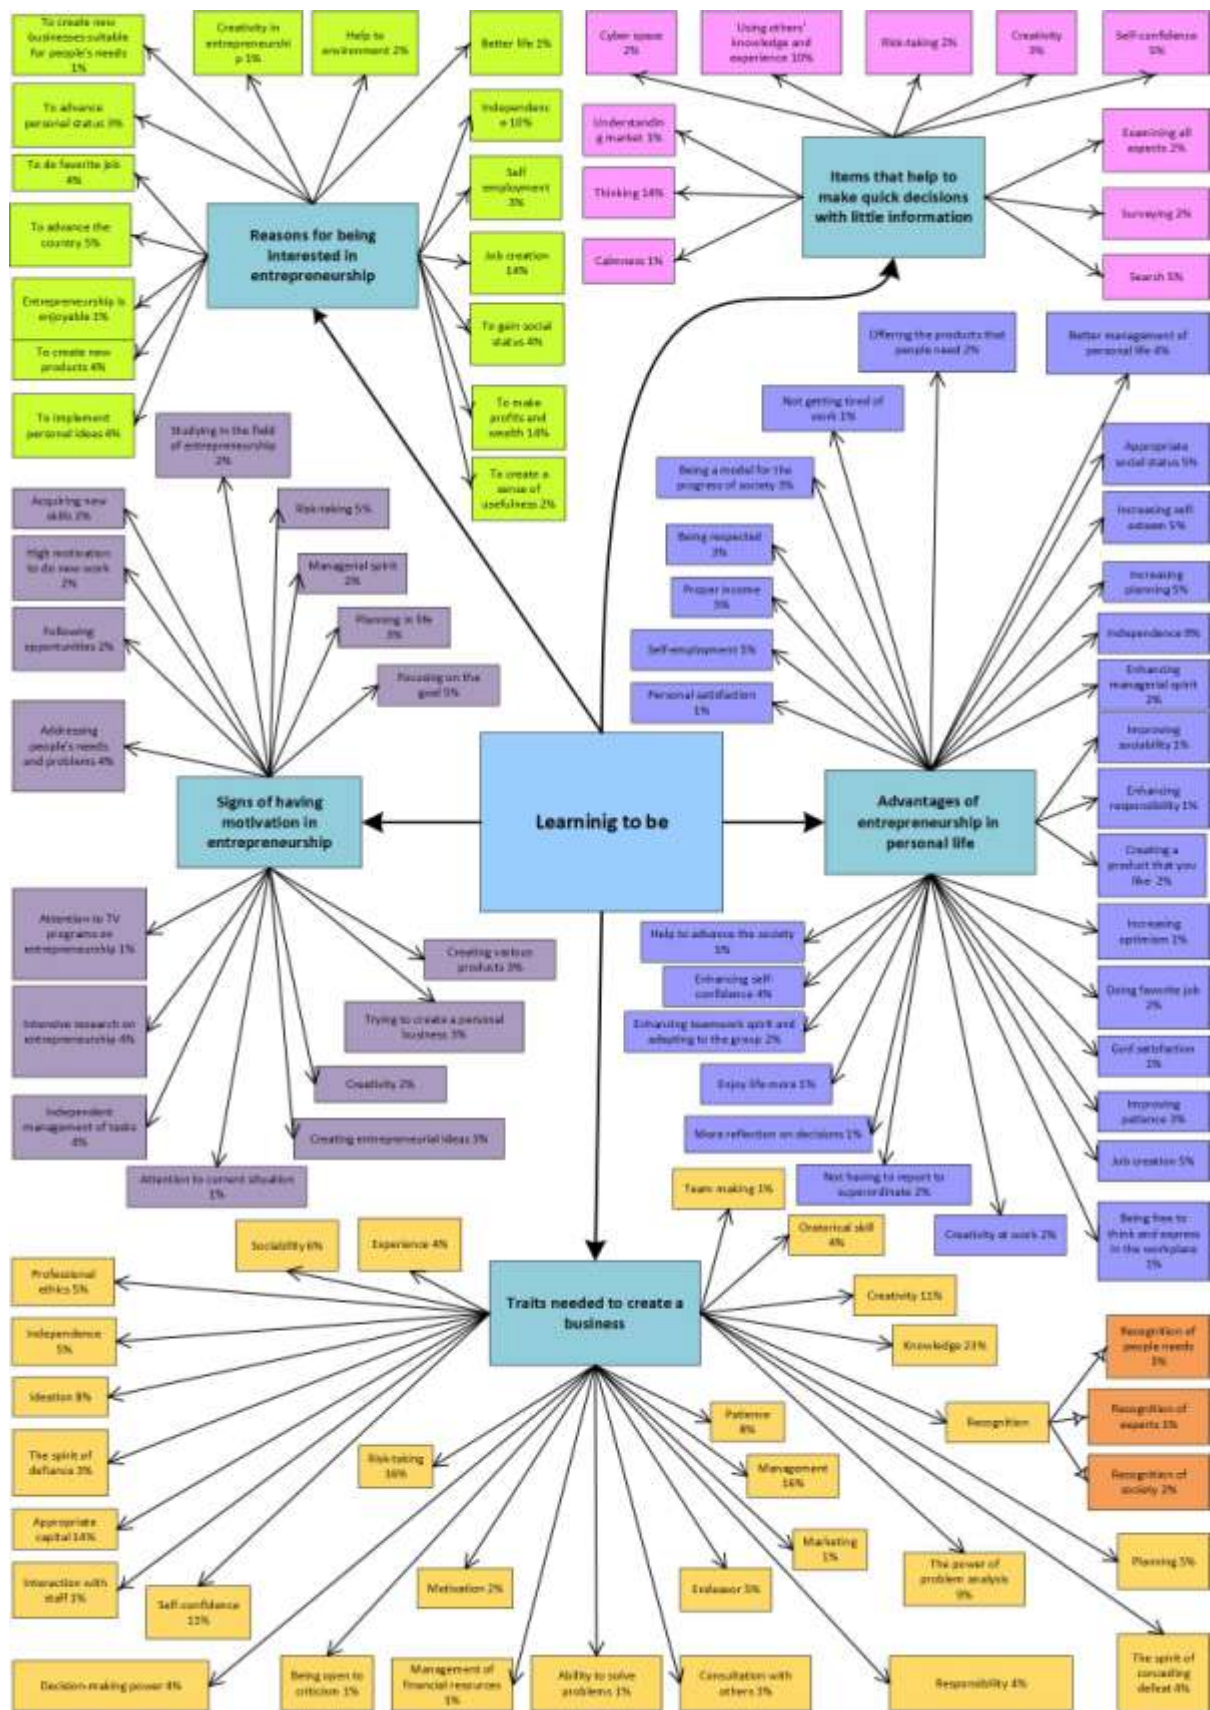 To create new
businesses suitable
for people's needs
1%
Creativity in
entrepreneurshi
p 1%
Help to
environment 2%
Better life 1%
To advance
personal status 3%
To do favorite job
4%
To advance the
country 5%
Entrepreneurship is
enjoyable 1%
To create new
products 4%
To implement
personal ideas 4%
Reasons for being
interested in
entrepreneurship
Independenc
e 10%
Self
employment
3%
Job creation
14%
To gain social
status 4%
To make
profits and
wealth 14%
To create a
sense of
usefulness 2%
Cyber space
2%
Using others'
knowledge and
experience 10%
Risk-taking 2%
Creativity
3%
Self-confidence
5%
Understandin
g market 1%
Thinking 14%
Calmness 1%
Items that help to
make quick decisions
with little information
Examining all
aspects 2%
Surveying 2%
Search 5%
Studying in the field
of entrepreneurship
2%
Acquiring new
skills 2%
High motivation
to do new work
2%
Following
opportunities 2%
Addressing
people's needs
and problems 4%
Risk-taking 5%
Managerial spirit
2%
Planning in life
3%
Focusing on the
goal 5%
Signs of having
motivation in
entrepreneurship
Attention to TV
programs on
entrepreneurship 1%
Intensive research on
entrepreneurship 4%
Independent
management of tasks
4%
Attention to current situation
1%
Creating various
products 3%
Trying to create a personal
business 3%
Creativity 2%
Creating entrepreneurial ideas 3%
Learninig to be
Offering the products that
people need 2%
Better management of
personal life 4%
Not getting tired of
work 1%
Being a model for the
progress of society 3%
Being respected
3%
Proper income
Self-employment 5%
Personal satisfaction
1%
Appropriate
social status 5%
Increasing self-
esteem 5%
Increasing
planning 5%
Independence
Enhancing
managerial spirit
2%
Improving
sociability 1%
Enhancing
responsibility 1%
Creating a
product that you
like 2%
Advantages of
entrepreneurship in
personal life
Help to advance the society
5%
Enhancing self-
confidence 4%
Enhancing teamwork spirit and
adapting to the group 2%
Enjoy life more 1%
More reflection on decisions 1%
Not having to report to
superordinate 2%
Creativity at work 2%
Increasing
optimism 1%
Doing favorite job
2%
satisfaction
1%
Improving
patience 3%
Job creation 5%
Being free to
think and express
in the workplace
1%
Team making 1%
Oratorical skill
4%
Creativity 11%
Knowledge 23%
Sociability 6%
Experience 4%
Professional
ethics 5%
Independence
5%
Ideation 8%
The spirit of
defiance 3%
Appropriate
capital 14%
Interaction with
staff 1%
Self-confidence
11%
Decision-making power 4%
Traits needed to create a
business
Risk-taking
16%
Patience
8%
Management
16%
Marketing
1%
Motivation 2%
Endeavor 5%
The power of
problem analysis
9%
Being open to
criticism 1%
Management of
financial resources
1%
Ability to solve
problems 1%
Consultation with
others 3%
Responsibility 4%
Recognition
Recognition of
people needs
Recognition of
experts 1%
Recognition of
society 2%
Planning 5%
The spirit of
conceding
defeat 4%